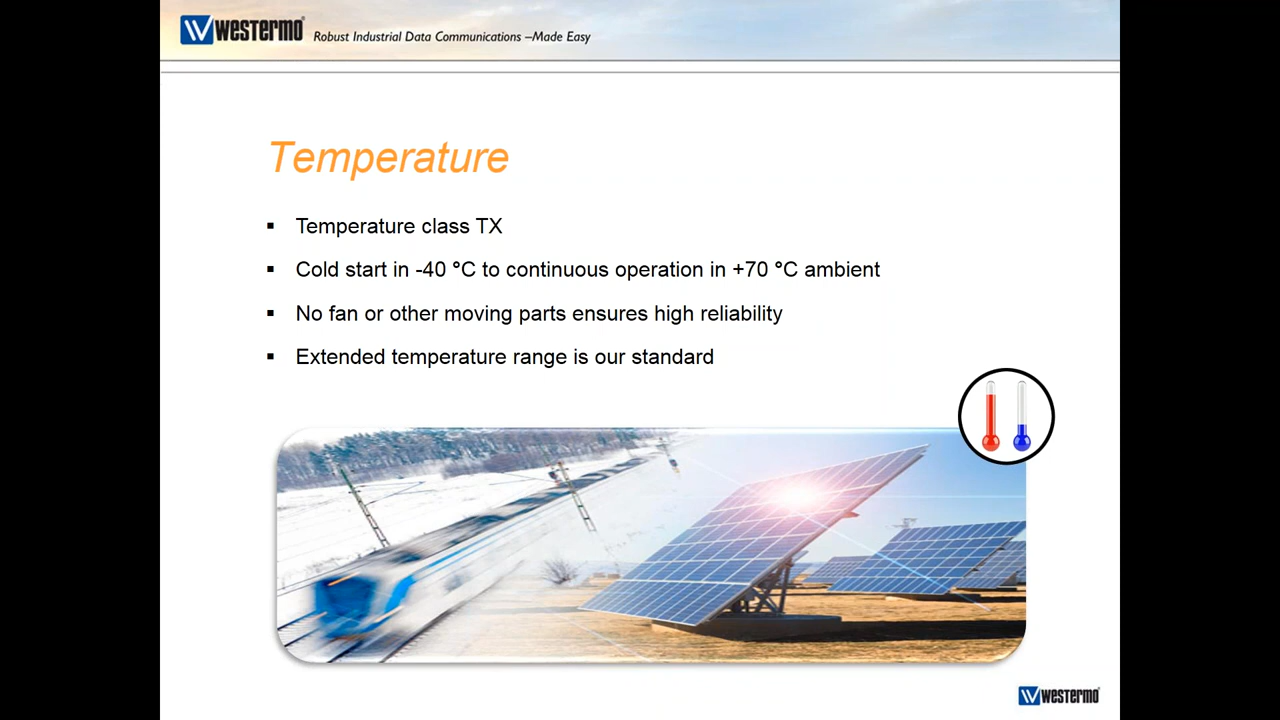 westermo® Robust Industrial Data Communications –Made Easy
Temperature
▪ Temperature class TX
▪ Cold start in -40 °C to continuous operation in +70 °C ambient
▪ No fan or other moving parts ensures high reliability
▪ Extended temperature range is our standard
westermo®